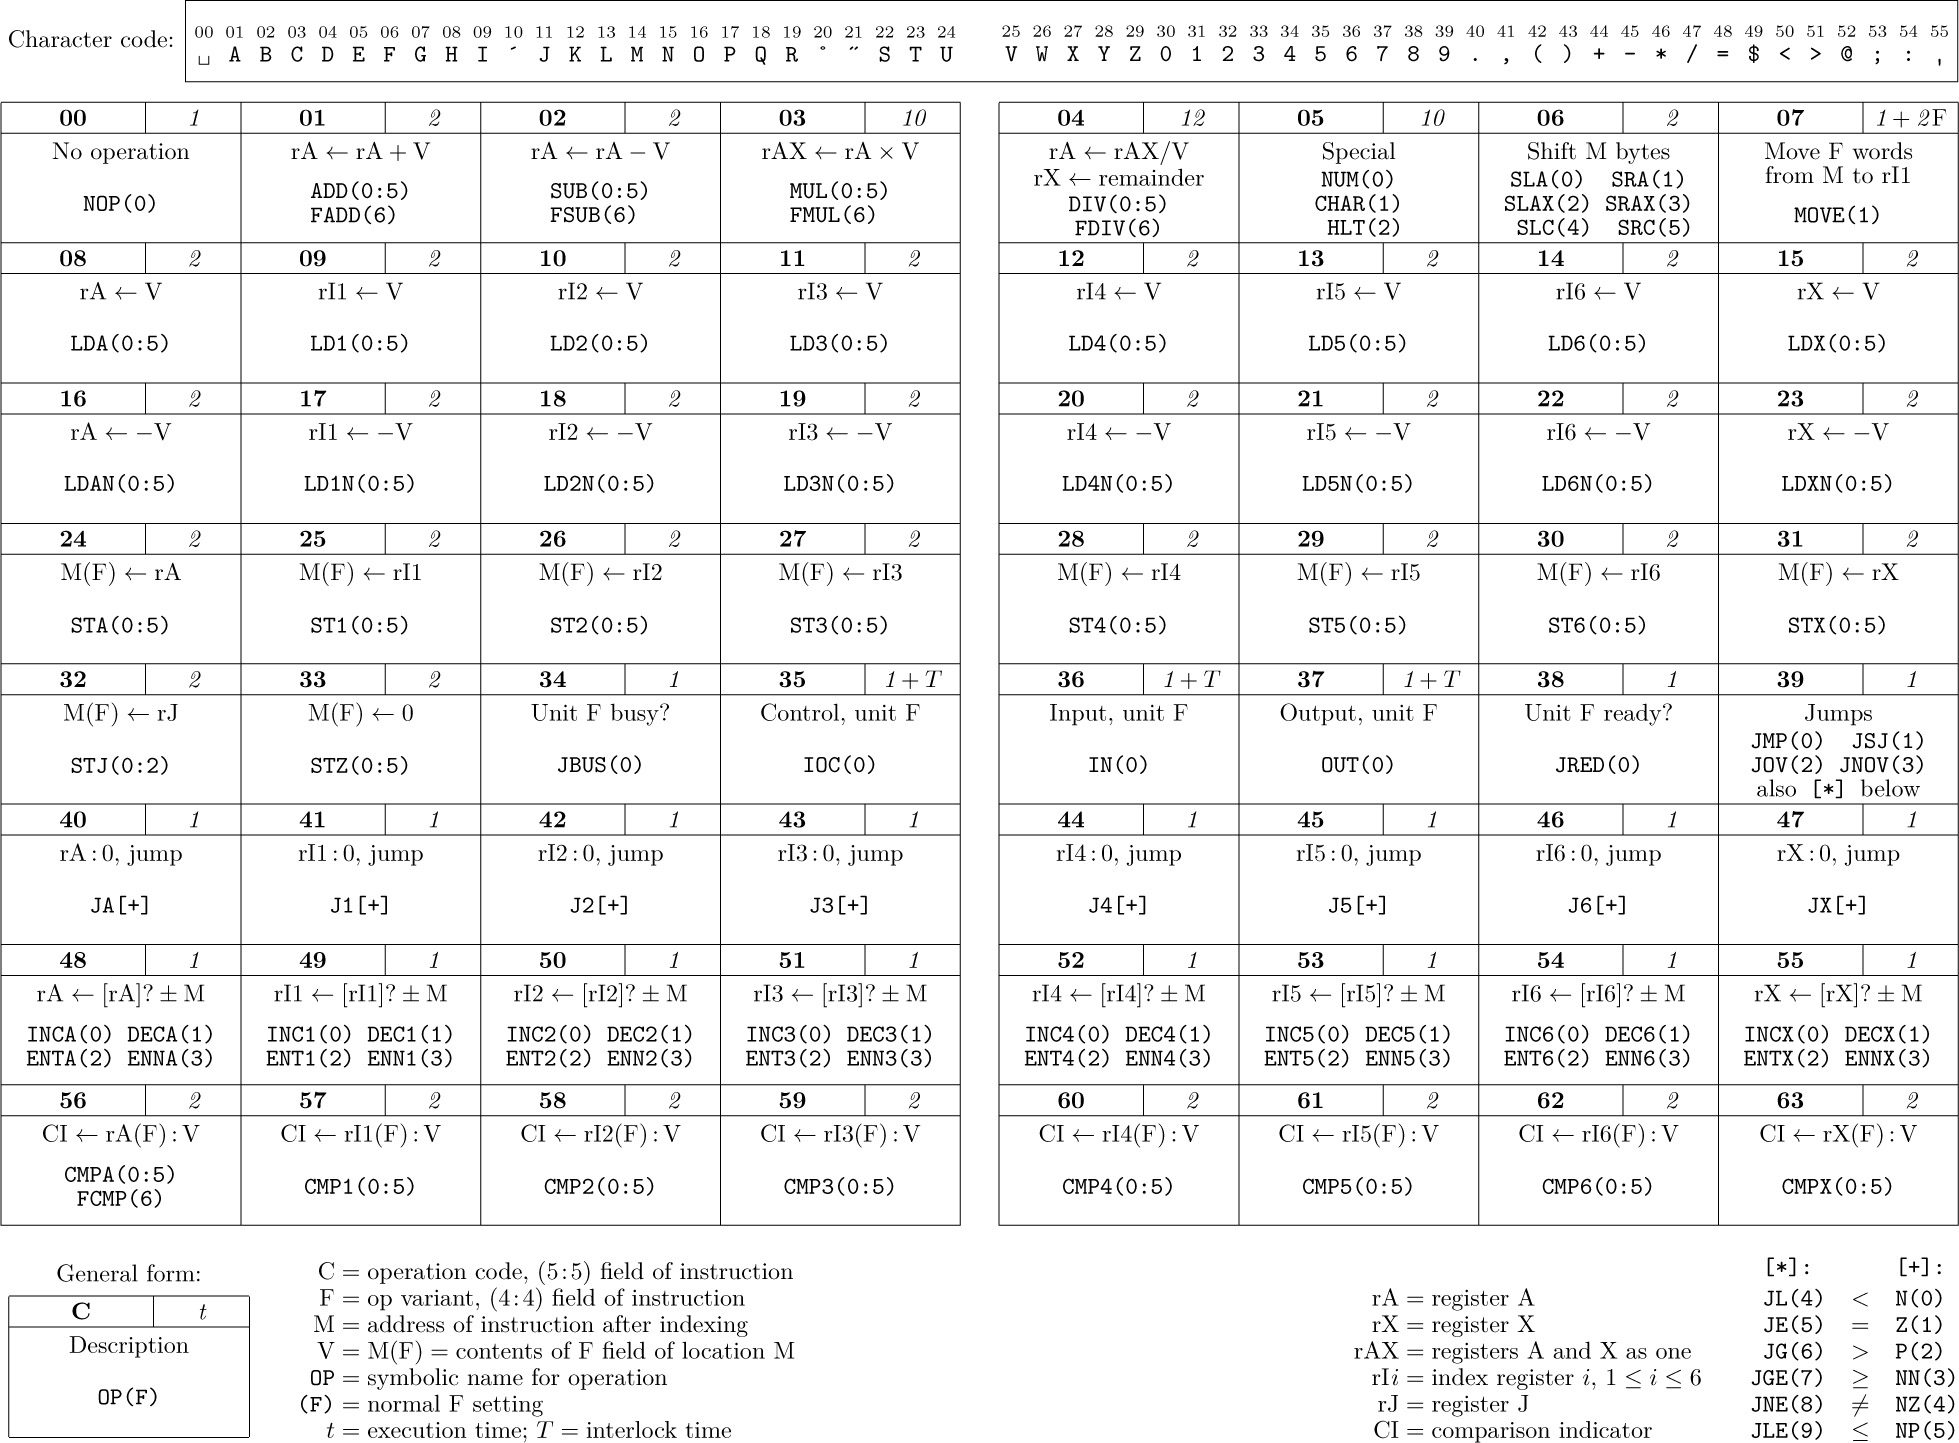 Character code:
00 01 02 03 04 05 06 07 08 09 10 11 12 13 14 15 16 17 18 19 20 21 22 23 24 25 26 27 28 29 30 31 32 33 34 35 36 37 38 39 40 41 42 43 44 45 46 47 48 49 50 51 52 53 54 55
␣ A B C D E F G H I ´ J K L M N O P Q R ° ˝ S T U V W X Y Z 0 1 2 3 4 5 6 7 8 9 . , ( ) + - * / = $ < > @ ; : '
00 1 01 2 02 2 03 10 04 12 05 10 06 2 07 1 + 2F
No operation rA ← rA + V rA ← rA − V rAX ← rA × V rA ← rAX/V Special Shift M bytes Move F words
rX ← remainder NUM(0) SLA(0) SRA(1) from M to rI1
NOP(0) ADD(0:5) SUB(0:5) MUL(0:5) DIV(0:5) CHAR(1) SLAX(2) SRAX(3) MOVE(1)
FADD(6) FSUB(6) FMUL(6) FDIV(6) HLT(2) SLC(4) SRC(5)
08 2 09 2 10 2 11 2 12 2 13 2 14 2 15 2
rA ← V rI1 ← V rI2 ← V rI3 ← V rI4 ← V rI5 ← V rI6 ← V rX ← V
LDA(0:5) LD1(0:5) LD2(0:5) LD3(0:5) LD4(0:5) LD5(0:5) LD6(0:5) LDX(0:5)
16 2 17 2 18 2 19 2 20 2 21 2 22 2 23 2
rA ← −V rI1 ← −V rI2 ← −V rI3 ← −V rI4 ← −V rI5 ← −V rI6 ← −V rX ← −V
LDAN(0:5) LD1N(0:5) LD2N(0:5) LD3N(0:5) LD4N(0:5) LD5N(0:5) LD6N(0:5) LDXN(0:5)
24 2 25 2 26 2 27 2 28 2 29 2 30 2 31 2
M(F) ← rA M(F) ← rI1 M(F) ← rI2 M(F) ← rI3 M(F) ← rI4 M(F) ← rI5 M(F) ← rI6 M(F) ← rX
STA(0:5) ST1(0:5) ST2(0:5) ST3(0:5) ST4(0:5) ST5(0:5) ST6(0:5) STX(0:5)
32 2 33 2 34 1 35 1 + T 36 1 + T 37 1 + T 38 1 39 1
M(F) ← rJ M(F) ← 0 Unit F busy? Control, unit F Input, unit F Output, unit F Unit F ready? Jumps
JMP(0) JSJ(1)
STJ(0:2) STZ(0:5) JBUS(0) IOC(0) IN(0) OUT(0) JRED(0) JOV(2) JNOV(3)
also [*] below
40 1 41 1 42 1 43 1 44 1 45 1 46 1 47 1
rA : 0, jump rI1 : 0, jump rI2 : 0, jump rI3 : 0, jump rI4 : 0, jump rI5 : 0, jump rI6 : 0, jump rX : 0, jump
JA[+] J1[+] J2[+] J3[+] J4[+] J5[+] J6[+] JX[+]
48 1 49 1 50 1 51 1 52 1 53 1 54 1 55 1
rA ← [rA]? ± M rI1 ← [rI1]? ± M rI2 ← [rI2]? ± M rI3 ← [rI3]? ± M rI4 ← [rI4]? ± M rI5 ← [rI5]? ± M rI6 ← [rI6]? ± M rX ← [rX]? ± M
INCA(0) DECA(1) INC1(0) DEC1(1) INC2(0) DEC2(1) INC3(0) DEC3(1) INC4(0) DEC4(1) INC5(0) DEC5(1) INC6(0) DEC6(1) INCX(0) DECX(1)
ENTA(2) ENNA(3) ENT1(2) ENN1(3) ENT2(2) ENN2(3) ENT3(2) ENN3(3) ENT4(2) ENN4(3) ENT5(2) ENN5(3) ENT6(2) ENN6(3) ENTX(2) ENNX(3)
56 2 57 2 58 2 59 2 60 2 61 2 62 2 63 2
CI ← rA(F) : V CI ← rI1(F) : V CI ← rI2(F) : V CI ← rI3(F) : V CI ← rI4(F) : V CI ← rI5(F) : V CI ← rI6(F) : V CI ← rX(F) : V
CMPA(0:5) CMP1(0:5) CMP2(0:5) CMP3(0:5) CMP4(0:5) CMP5(0:5) CMP6(0:5) CMPX(0:5)
FCMP(6)
General form:
C t
Description
OP(F)
C = operation code, (5 : 5) field of instruction
F = op variant, (4 : 4) field of instruction
M = address of instruction after indexing
V = M(F) = contents of F field of location M
OP = symbolic name for operation
(F) = normal F setting
t = execution time; T = interlock time
rA = register A
rX = register X
rAX = registers A and X as one
rIi = index register i, 1 ≤ i ≤ 6
rJ = register J
CI = comparison indicator
[*]: [+]:
JL(4) < N(0)
JE(5) = Z(1)
JG(6) > P(2)
JGE(7) ≥ NN(3)
JNE(8) ≠ NZ(4)
JLE(9) ≤ NP(5)